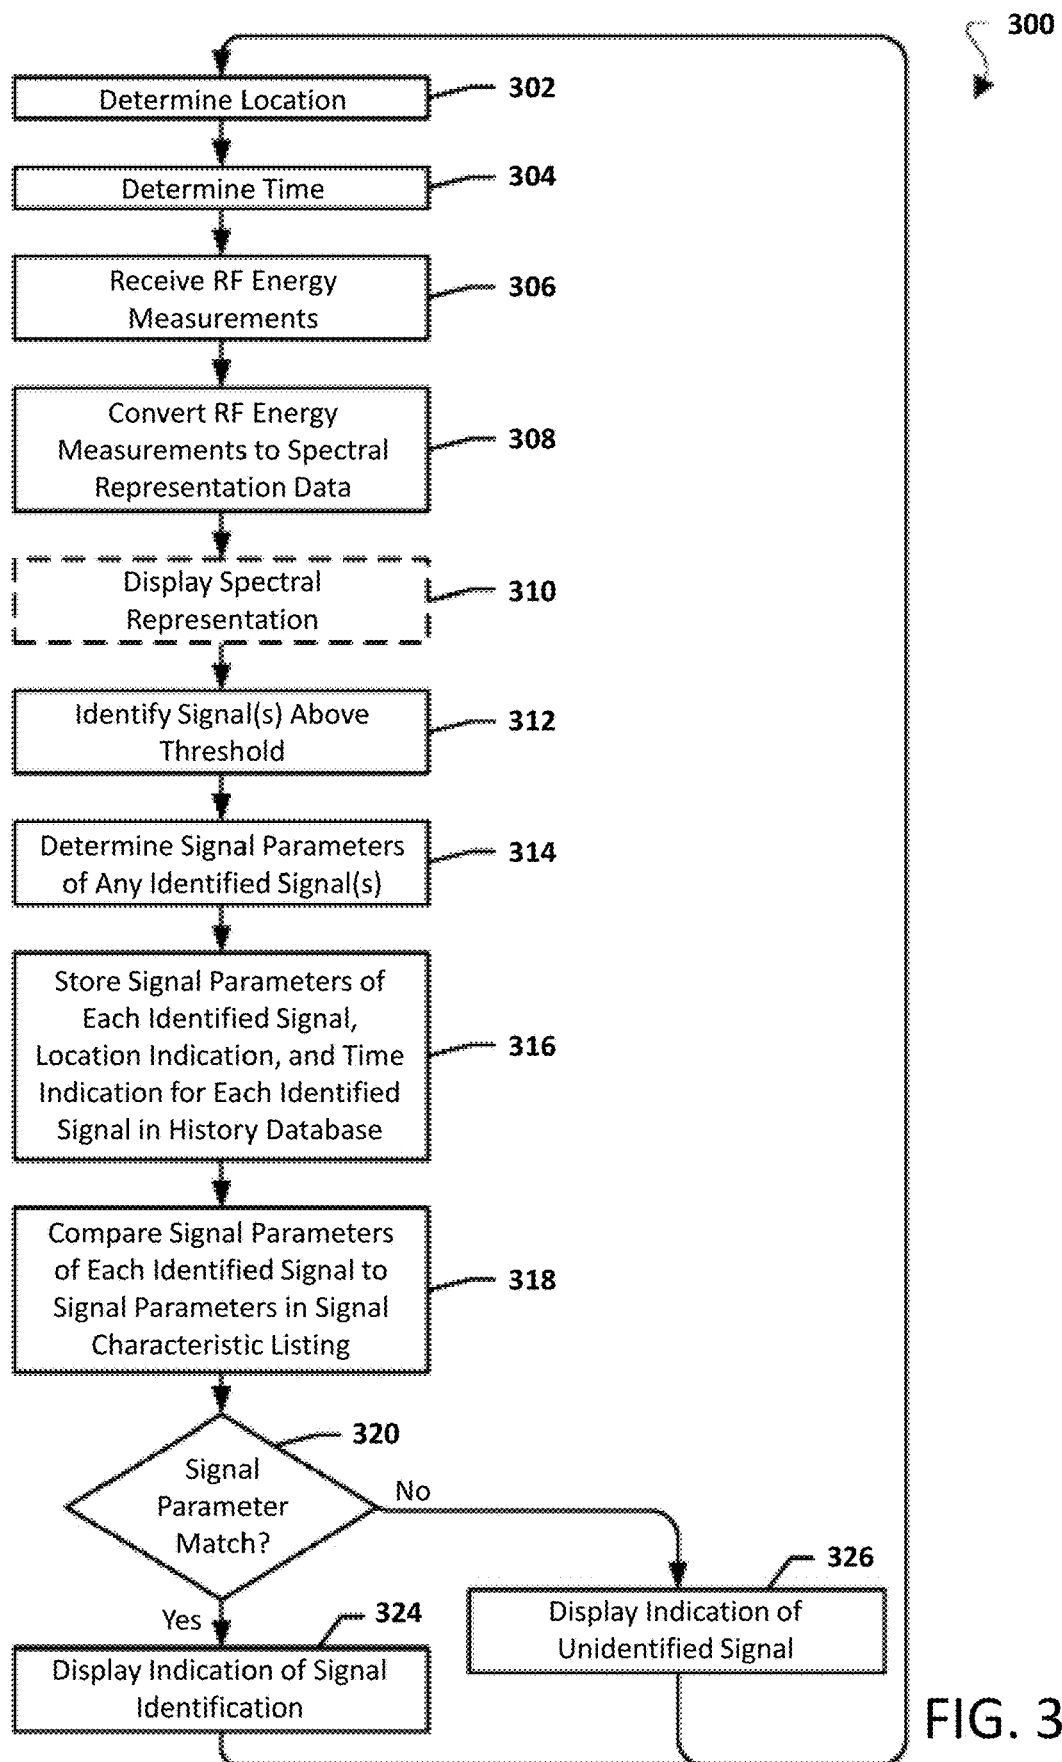 300
Determine Location
302
Determine Time
304
Receive RF Energy
Measurements
306
Convert RF Energy
Measurements to Spectral
Representation Data
308
Display Spectral
Representation
310
Identify Signal(s) Above
Threshold
312
Determine Signal Parameters
of Any Identified Signal(s)
314
Store Signal Parameters of
Each Identified Signal,
Location Indication, and Time
Indication for Each Identified
Signal in History Database
316
Compare Signal Parameters
of Each Identified Signal to
Signal Parameters in Signal
Characteristic Listing
318
320
Signal
Parameter
Match?
No
326
Display Indication of
Unidentified Signal
Yes
324
Display Indication of Signal
Identification
FIG. 3